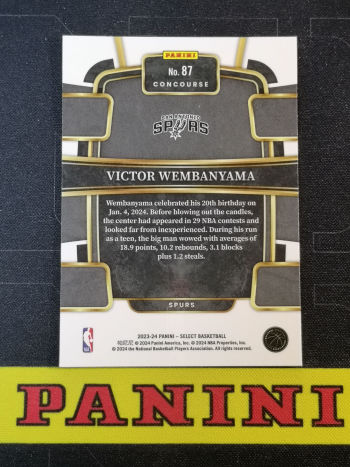 PANINI
No. 87
CONCOURSE
SAN ANTONIO
SPURS
VICTOR WEMBANYAMA
Wembanyama celebrated his 20th birthday on
Jan. 4, 2024. Before blowing out the candles,
the center had appeared in 29 NBA contests and
looked far from inexperienced. During his run
as a teen, the big man wowed with averages of
18.9 points, 10.2 rebounds, 3.1 blocks
plus 1.2 steals.
SPURS
2023-24 PANINI – SELECT BASKETBALL
© 2024 Panini America, Inc. © 2024 NBA Properties, Inc.
© 2024 the National Basketball Players Association. All rights reserved.
NBA
PANINI